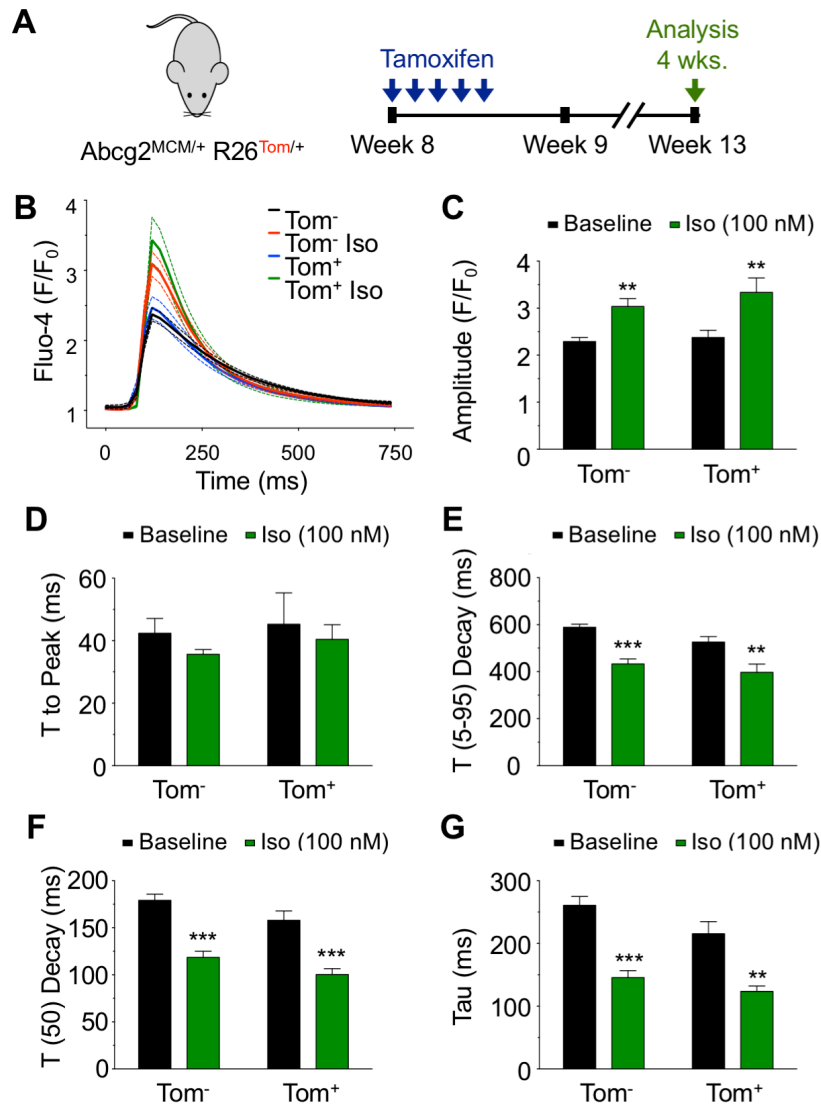 A
Tamoxifen
Analysis
4 wks.
Abcg2MCM/+ R26Tom/+
Week 8
Week 9
Week 13
B
Fluo-4 (F/F0)
4
3
2
1
Tom-
Tom- Iso
Tom+
Tom+ Iso
0
250
500
750
Time (ms)
C
Baseline
Iso (100 nM)
Amplitude (F/F0)
4
3
2
1
0
**
**
Tom-
Tom+
D
Baseline
Iso (100 nM)
T to Peak (ms)
60
40
20
0
Tom-
Tom+
E
Baseline
Iso (100 nM)
T (5-95) Decay (ms)
800
600
400
200
0
***
**
Tom-
Tom+
F
Baseline
Iso (100 nM)
T (50) Decay (ms)
200
150
100
50
0
***
***
Tom-
Tom+
G
Baseline
Iso (100 nM)
Tau (ms)
300
200
100
0
***
**
Tom-
Tom+